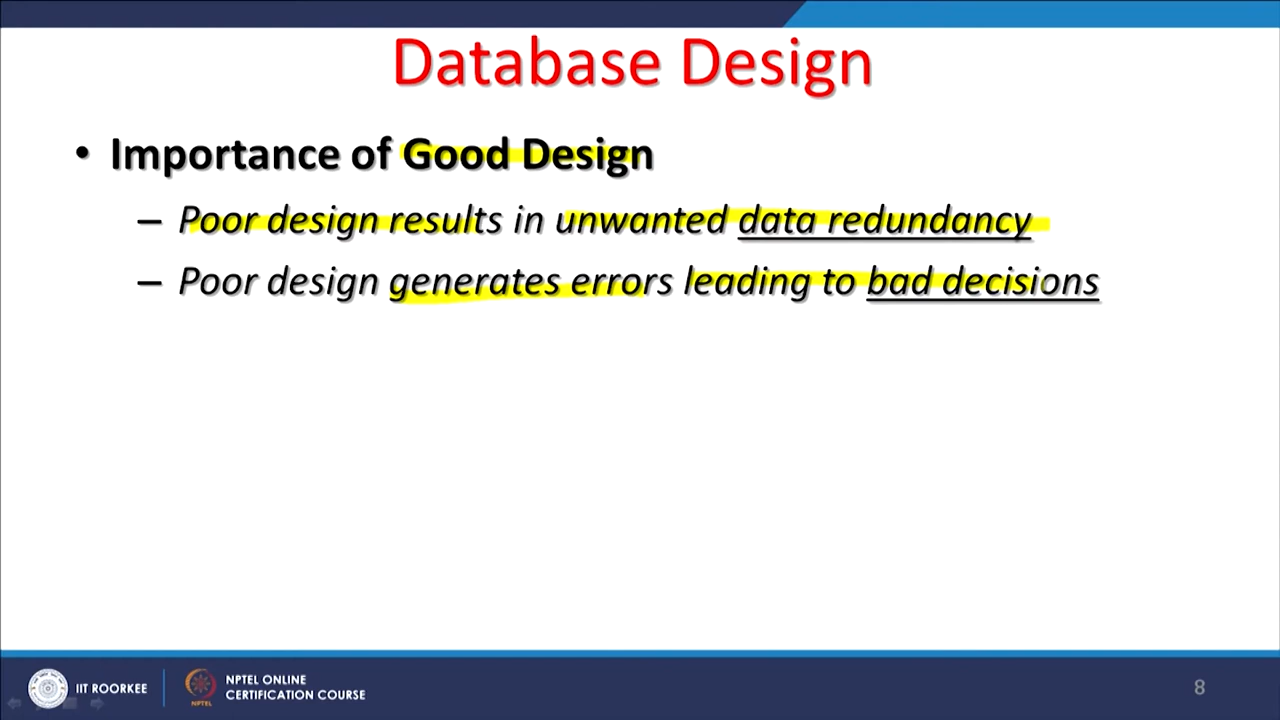 Database Design
• Importance of Good Design
– Poor design results in unwanted data redundancy
– Poor design generates errors leading to bad decisions
IIT ROORKEE
NPTEL
NPTEL ONLINE
CERTIFICATION COURSE
8